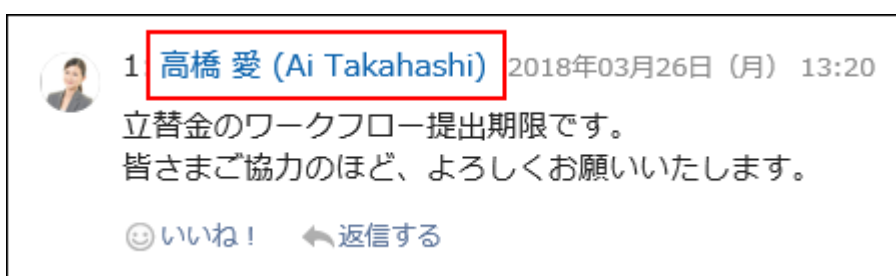 1 高橋 愛 (Ai Takahashi) 2018年03月26日（月） 13:20
立替金のワークフロー提出期限です。
皆さまご協力のほど、よろしくお願いいたします。
いいね！ 返信する